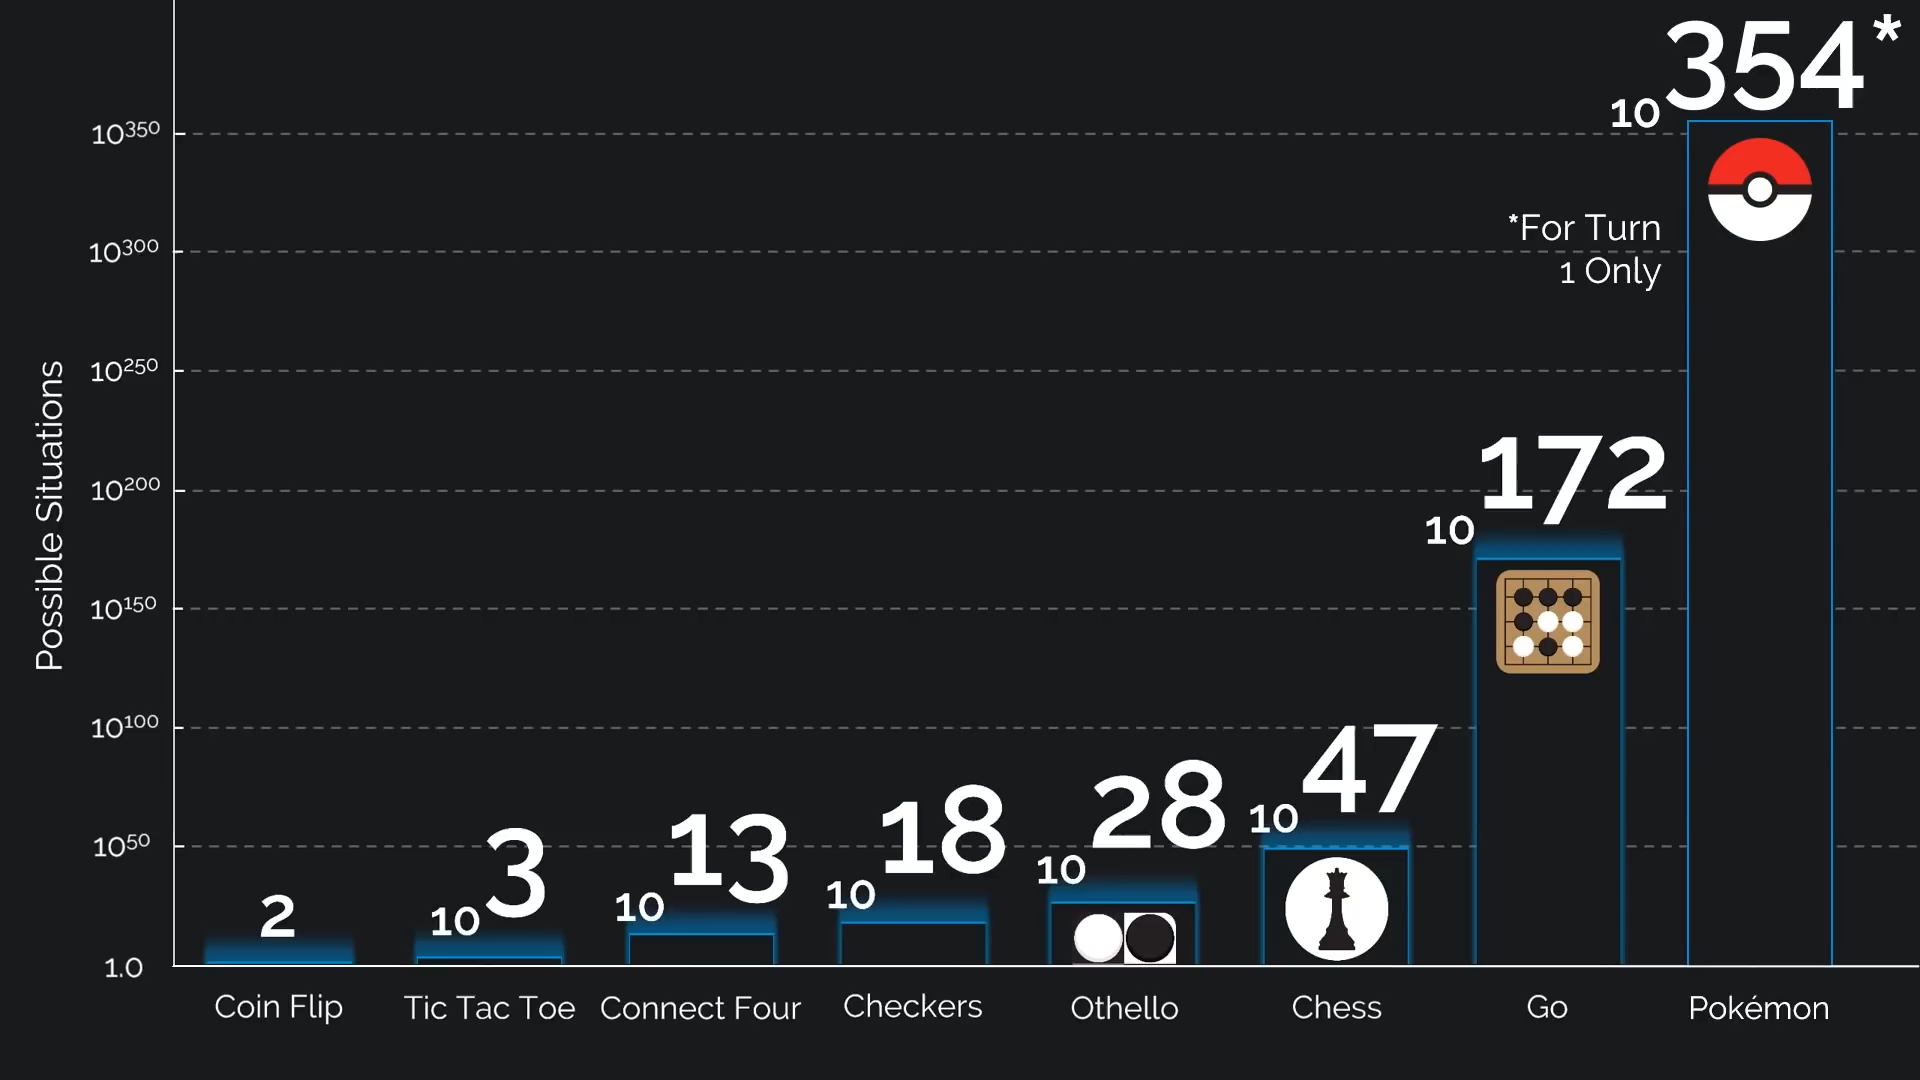 10354*
10350
*For Turn
1 Only
10300
10250
10200
10172
10150
10100
1050
1047
1028
1018
1013
103
2
1.0
Possible Situations
Coin Flip
Tic Tac Toe
Connect Four
Checkers
Othello
Chess
Go
Pokémon